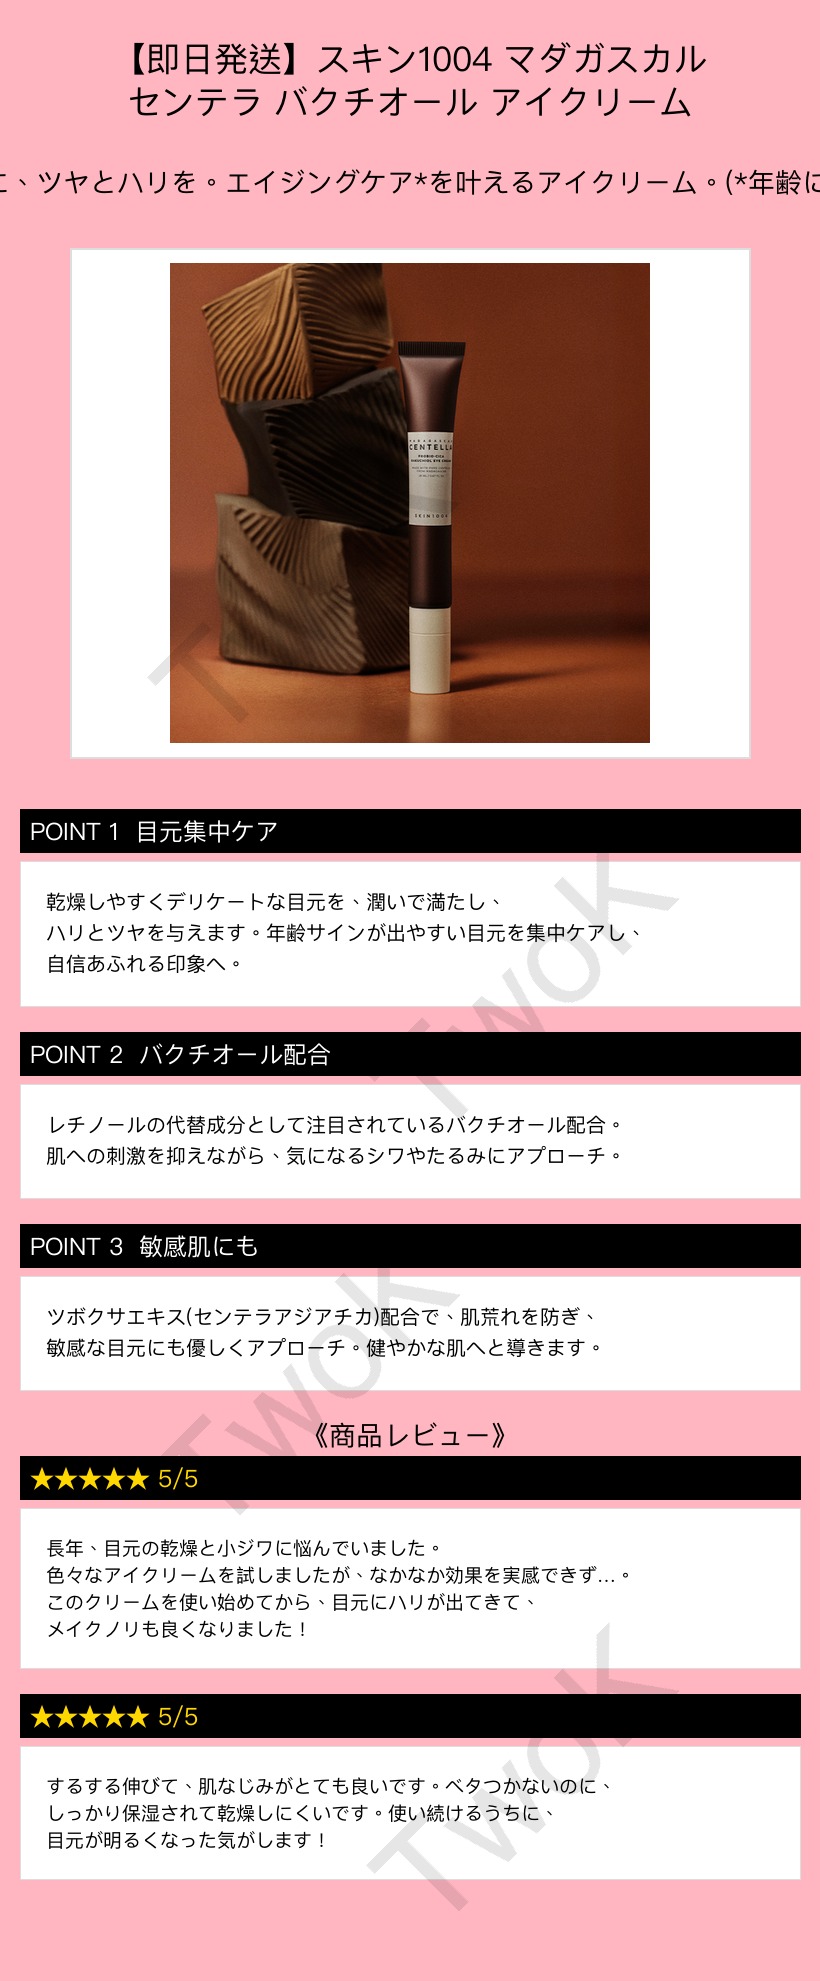 【即日発送】スキン1004 マダガスカル
センテラ バクチオール アイクリーム
に、ツヤとハリを。エイジングケア*を叶えるアイクリーム。(*年齢に
CENTELLA
PROBIO-CICA
BAKUCHIOL EYE CREAM
SKIN1004
POINT 1 目元集中ケア
乾燥しやすくデリケートな目元を、潤いで満たし、
ハリとツヤを与えます。年齢サインが出やすい目元を集中ケアし、
自信あふれる印象へ。
POINT 2 バクチオール配合
レチノールの代替成分として注目されているバクチオール配合。
肌への刺激を抑えながら、気になるシワやたるみにアプローチ。
POINT 3 敏感肌にも
ツボクサエキス(センテラアジアチカ)配合で、肌荒れを防ぎ、
敏感な目元にも優しくアプローチ。健やかな肌へと導きます。
《商品レビュー》
★★★★★ 5/5
長年、目元の乾燥と小ジワに悩んでいました。
色々なアイクリームを試しましたが、なかなか効果を実感できず…。
このクリームを使い始めてから、目元にハリが出てきて、
メイクノリも良くなりました！
★★★★★ 5/5
するする伸びて、肌なじみがとても良いです。ベタつかないのに、
しっかり保湿されて乾燥しにくいです。使い続けるうちに、
目元が明るくなった気がします！
T
TwoK
TwoK
TwoK